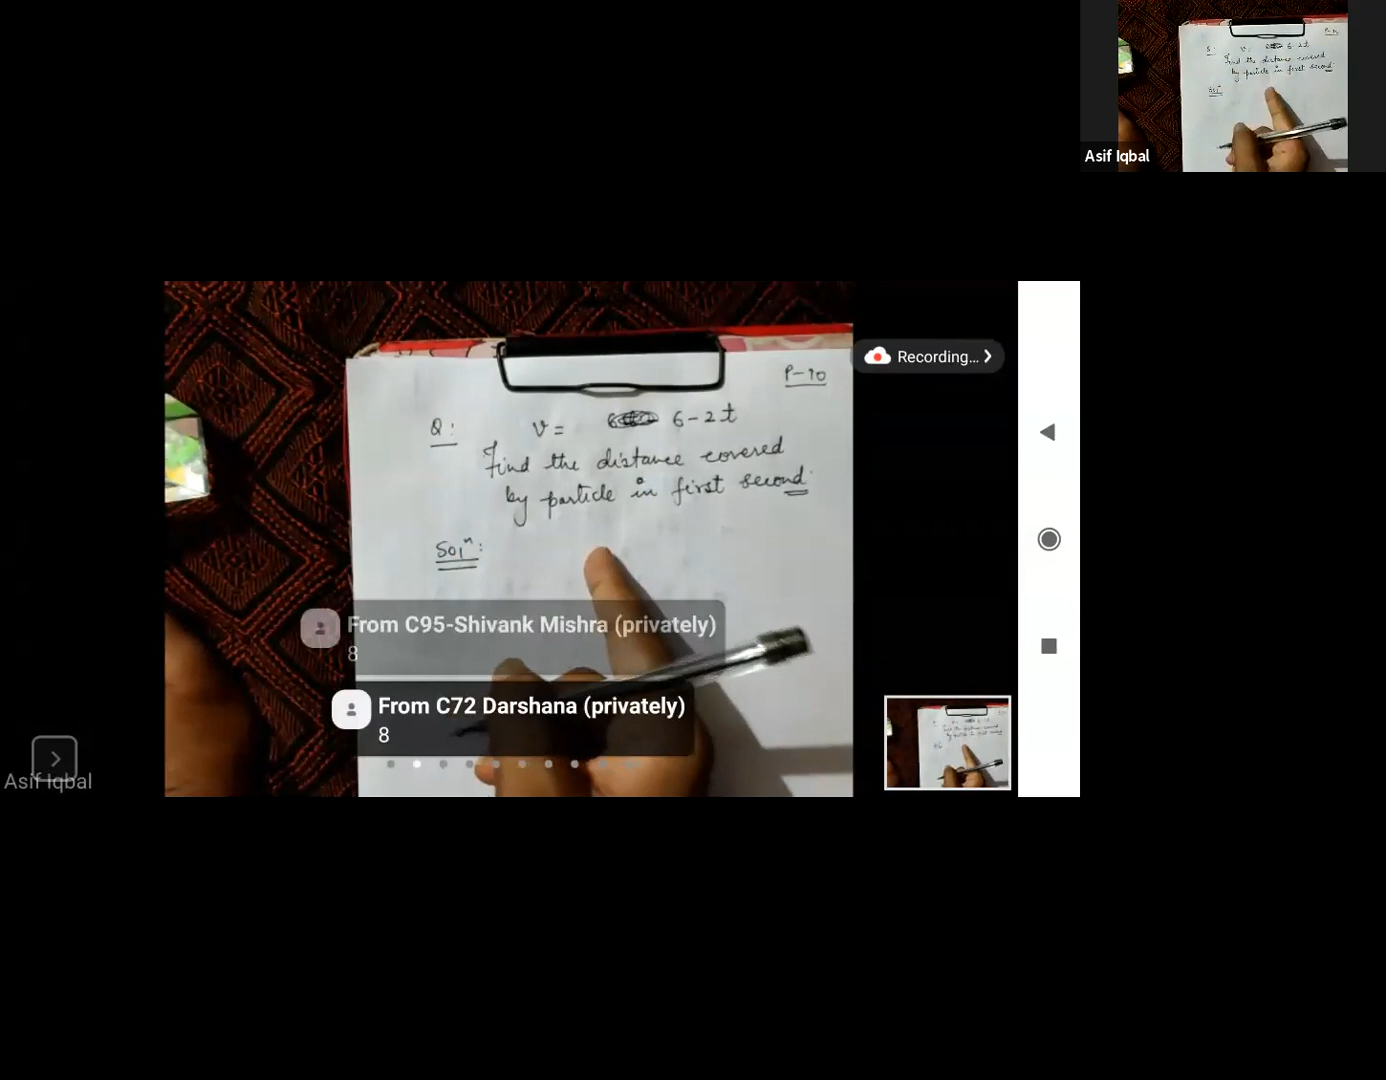 Asif Iqbal
Recording...
P-10
Q: v = 6-2t
Find the distance covered
by particle in first second.
Solⁿ:
From C95-Shivank Mishra (privately)
8
From C72 Darshana (privately)
8
Asif Iqbal